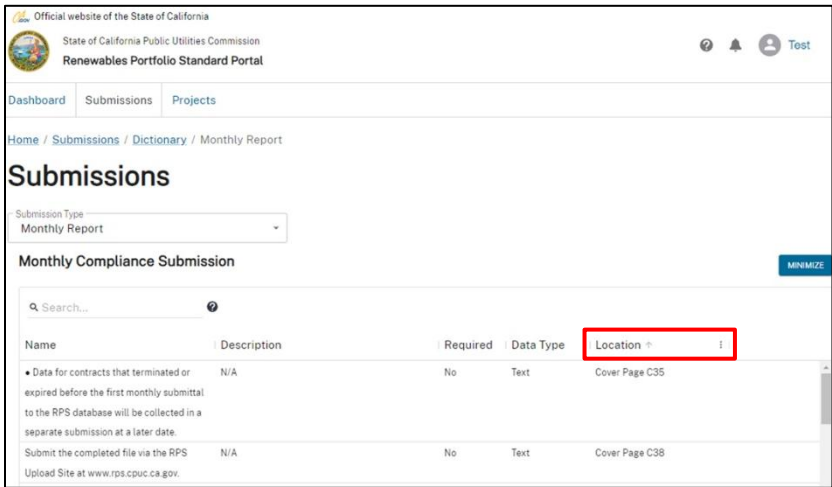 Official website of the State of California
State of California Public Utilities Commission
Renewables Portfolio Standard Portal
Test
Dashboard Submissions Projects
Home / Submissions / Dictionary / Monthly Report
Submissions
Submission Type
Monthly Report
Monthly Compliance Submission
MINIMIZE
Search...
Name Description Required Data Type Location ↑
• Data for contracts that terminated or N/A No Text Cover Page C35
expired before the first monthly submittal
to the RPS database will be collected in a
separate submission at a later date.
Submit the completed file via the RPS N/A No Text Cover Page C38
Upload Site at www.rps.cpuc.ca.gov.